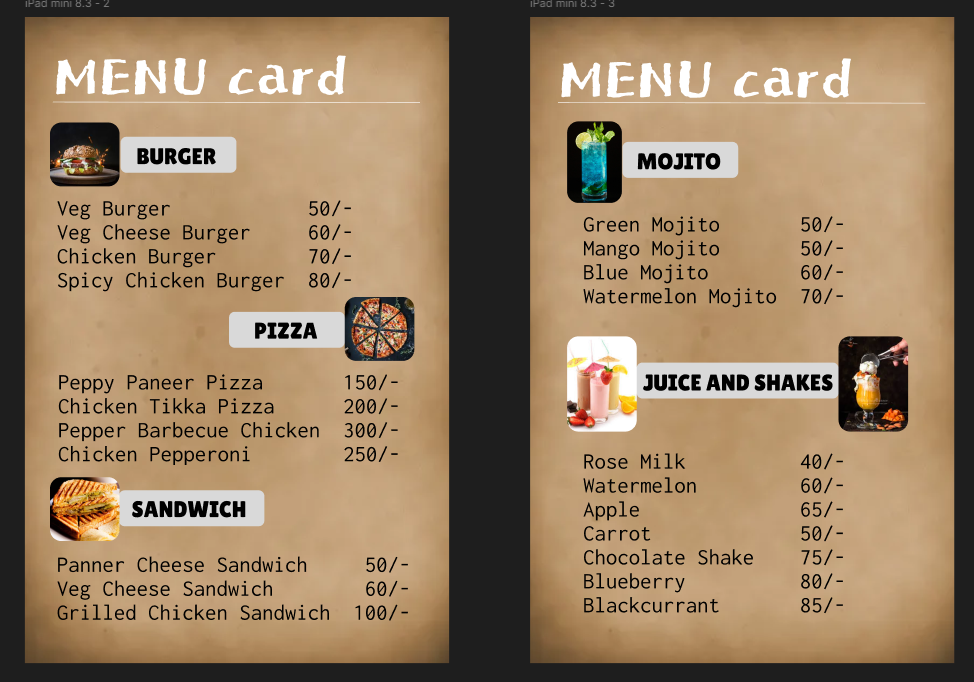 iPad mini 8.3 - 2
MENU card
BURGER
Veg Burger 50/-
Veg Cheese Burger 60/-
Chicken Burger 70/-
Spicy Chicken Burger 80/-
PIZZA
Peppy Paneer Pizza 150/-
Chicken Tikka Pizza 200/-
Pepper Barbecue Chicken 300/-
Chicken Pepperoni 250/-
SANDWICH
Panner Cheese Sandwich 50/-
Veg Cheese Sandwich 60/-
Grilled Chicken Sandwich 100/-
iPad mini 8.3 - 3
MENU card
MOJITO
Green Mojito 50/-
Mango Mojito 50/-
Blue Mojito 60/-
Watermelon Mojito 70/-
JUICE AND SHAKES
Rose Milk 40/-
Watermelon 60/-
Apple 65/-
Carrot 50/-
Chocolate Shake 75/-
Blueberry 80/-
Blackcurrant 85/-